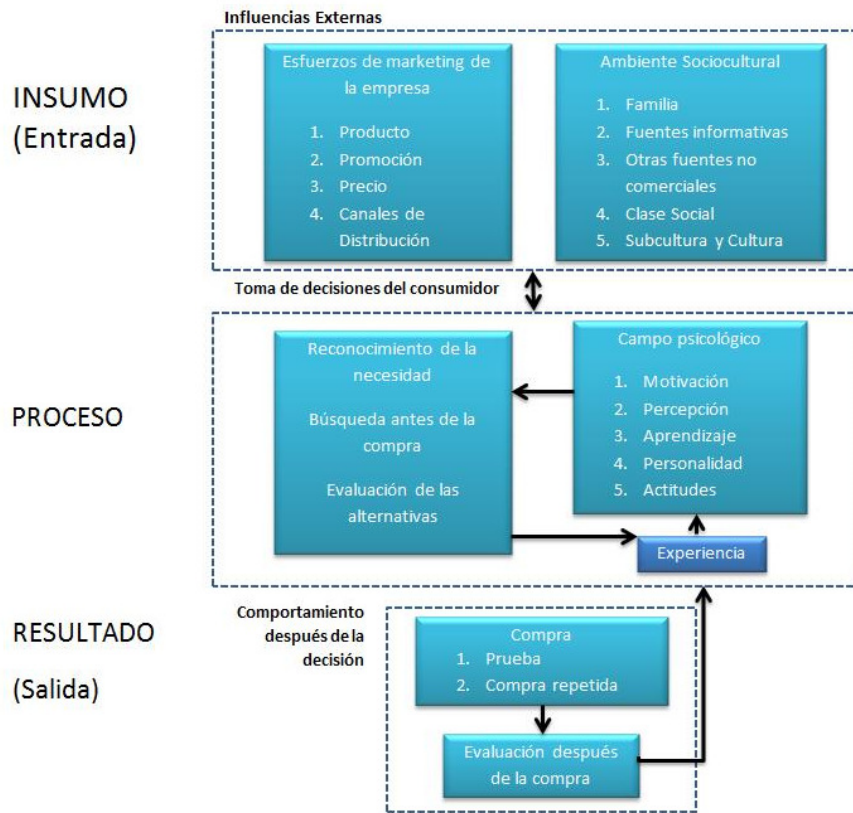 Influencias Externas
INSUMO
(Entrada)
Esfuerzos de marketing de
la empresa
1. Producto
2. Promoción
3. Precio
4. Canales de
Distribución
Ambiente Sociocultural
1. Familia
2. Fuentes informativas
3. Otras fuentes no
comerciales
4. Clase Social
5. Subcultura y Cultura
Toma de decisiones del consumidor
PROCESO
Reconocimiento de la
necesidad
Búsqueda antes de la
compra
Evaluación de las
alternativas
Campo psicológico
1. Motivación
2. Percepción
3. Aprendizaje
4. Personalidad
5. Actitudes
Experiencia
RESULTADO
(Salida)
Comportamiento
después de la
decisión
Compra
1. Prueba
2. Compra repetida
Evaluación después
de la compra